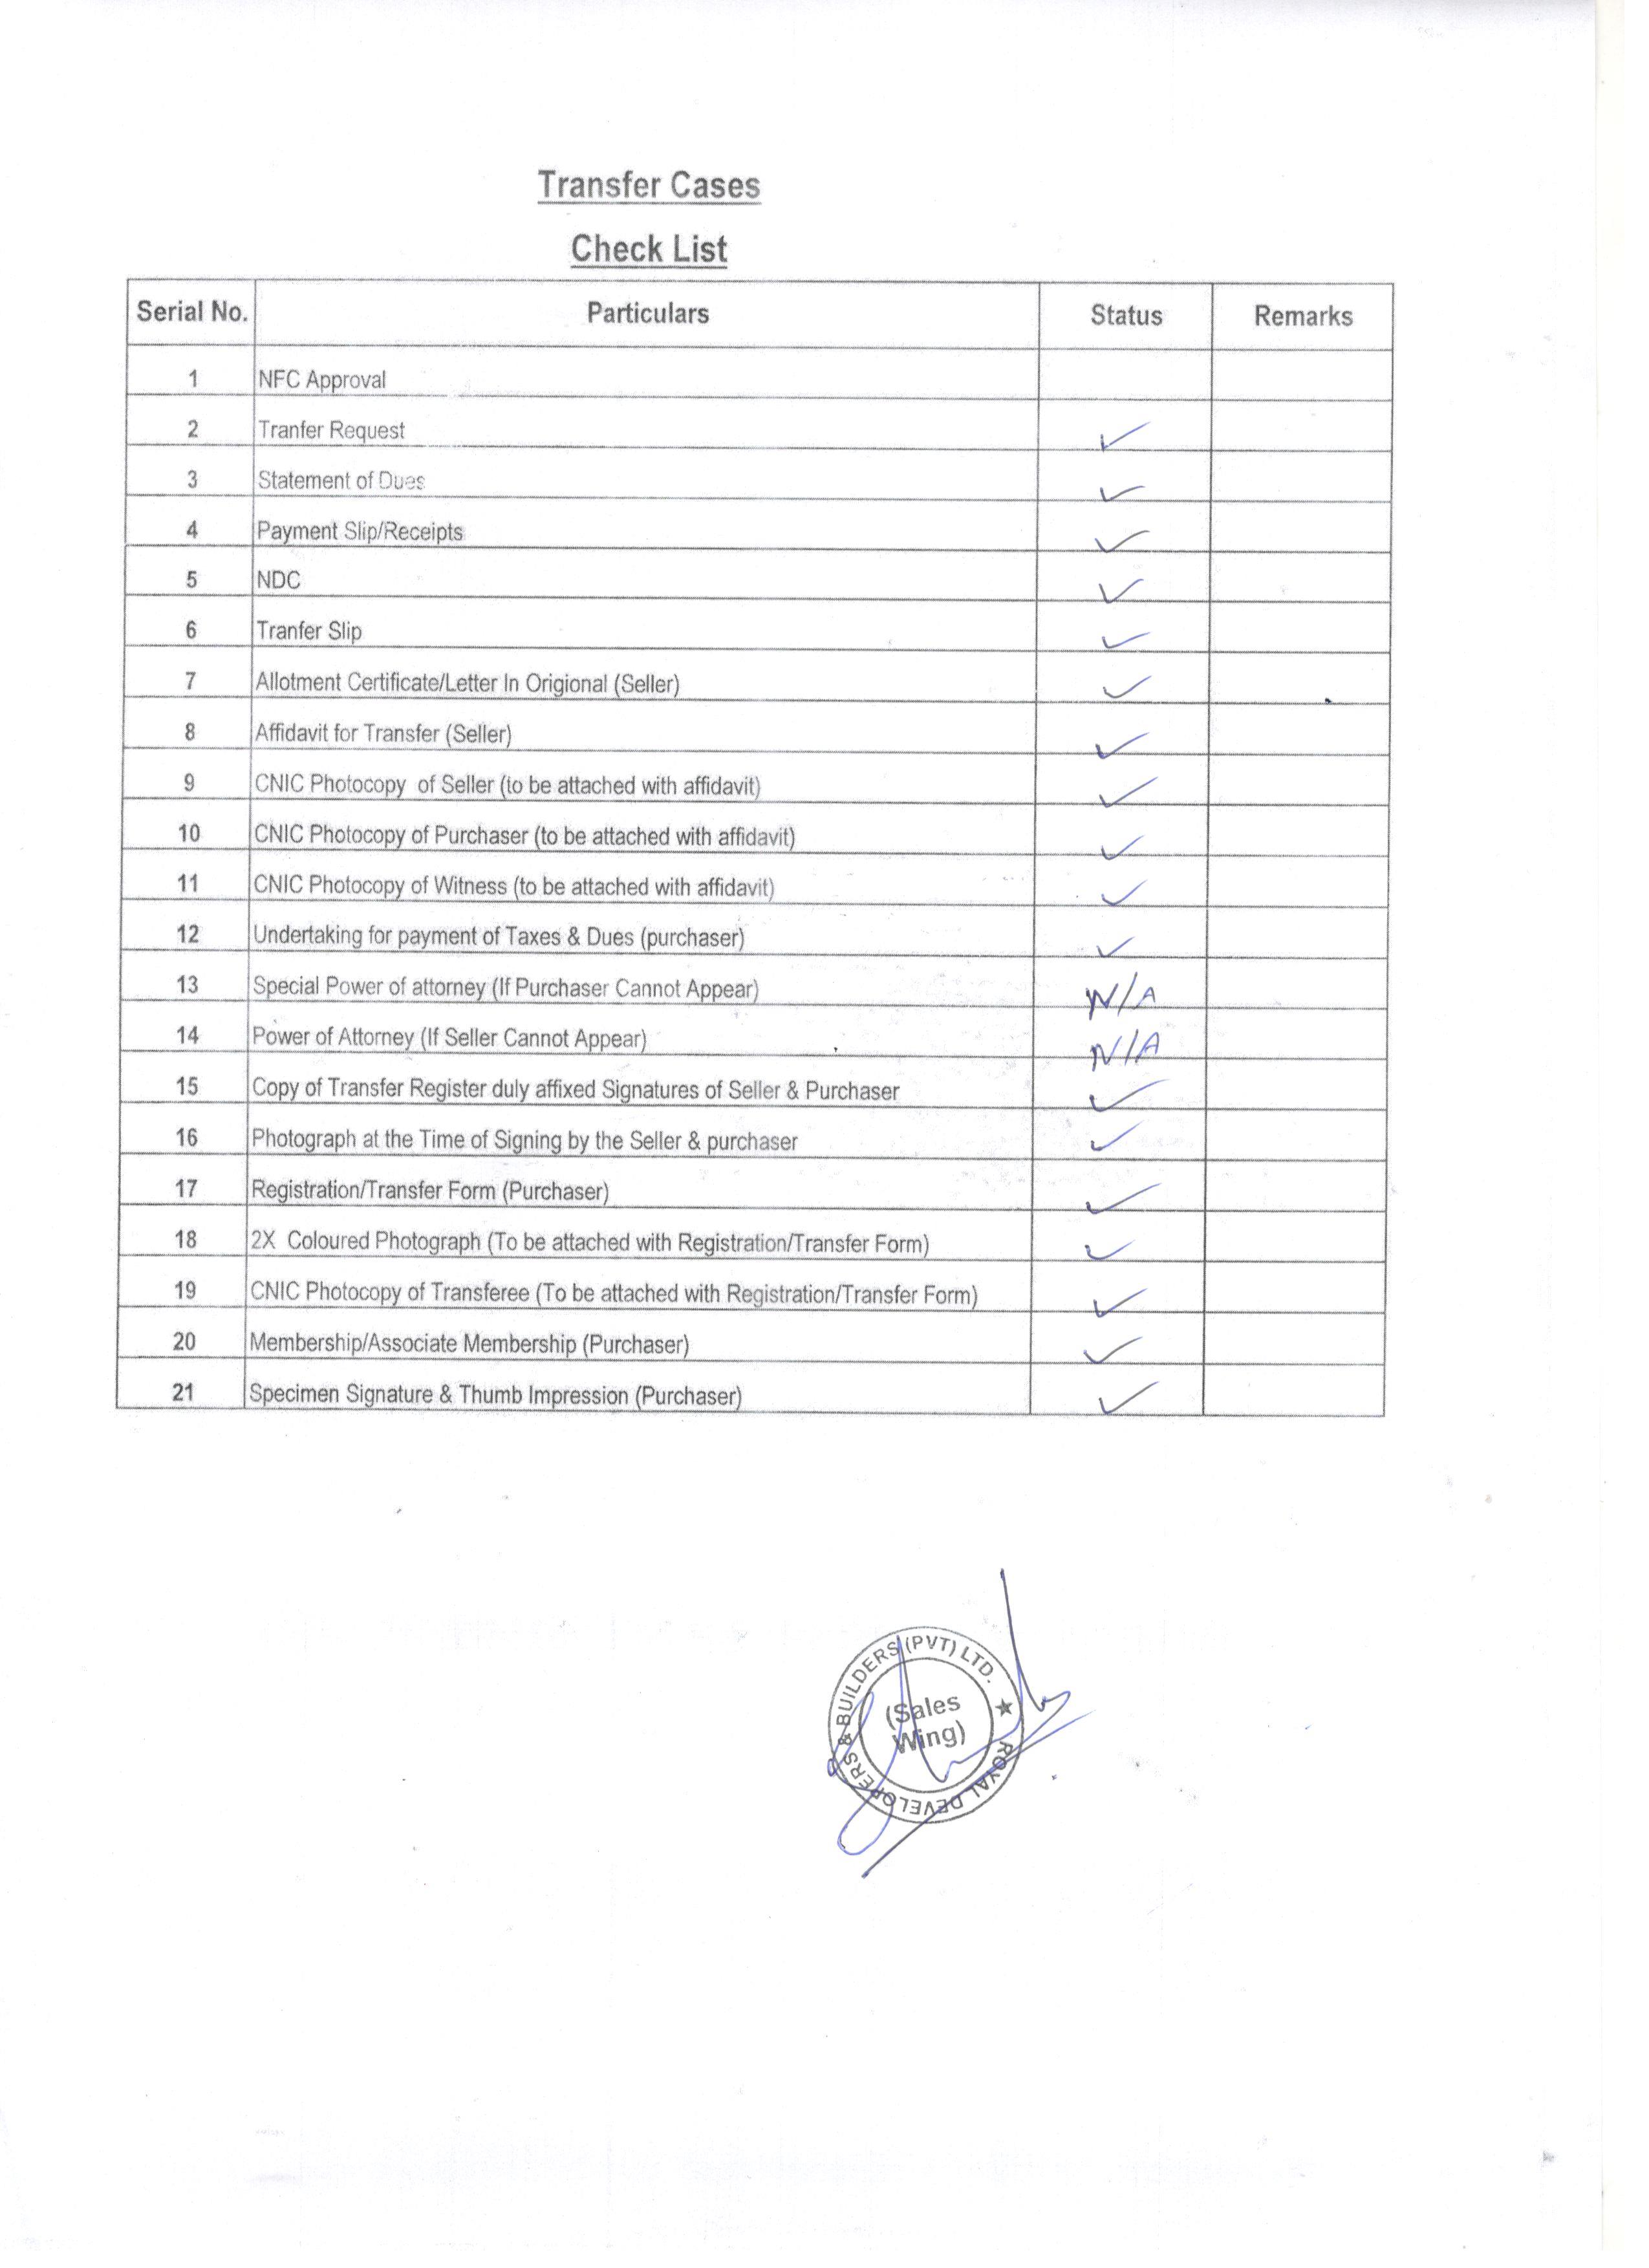 Transfer Cases
Check List
Serial No. Particulars Status Remarks
1 NFC Approval
2 Tranfer Request ✓
3 Statement of Dues ✓
4 Payment Slip/Receipts ✓
5 NDC ✓
6 Tranfer Slip ✓
7 Allotment Certificate/Letter In Origional (Seller) ✓
8 Affidavit for Transfer (Seller) ✓
9 CNIC Photocopy of Seller (to be attached with affidavit) ✓
10 CNIC Photocopy of Purchaser (to be attached with affidavit) ✓
11 CNIC Photocopy of Witness (to be attached with affidavit) ✓
12 Undertaking for payment of Taxes & Dues (purchaser) ✓
13 Special Power of attorney (If Purchaser Cannot Appear) N/A
14 Power of Attorney (If Seller Cannot Appear) N/A
15 Copy of Transfer Register duly affixed Signatures of Seller & Purchaser ✓
16 Photograph at the Time of Signing by the Seller & purchaser ✓
17 Registration/Transfer Form (Purchaser) ✓
18 2X Coloured Photograph (To be attached with Registration/Transfer Form) ✓
19 CNIC Photocopy of Transferee (To be attached with Registration/Transfer Form) ✓
20 Membership/Associate Membership (Purchaser) ✓
21 Specimen Signature & Thumb Impression (Purchaser) ✓
ROYAL DEVELOPERS & BUILDERS (PVT) LTD. ★
(Sales
Wing)